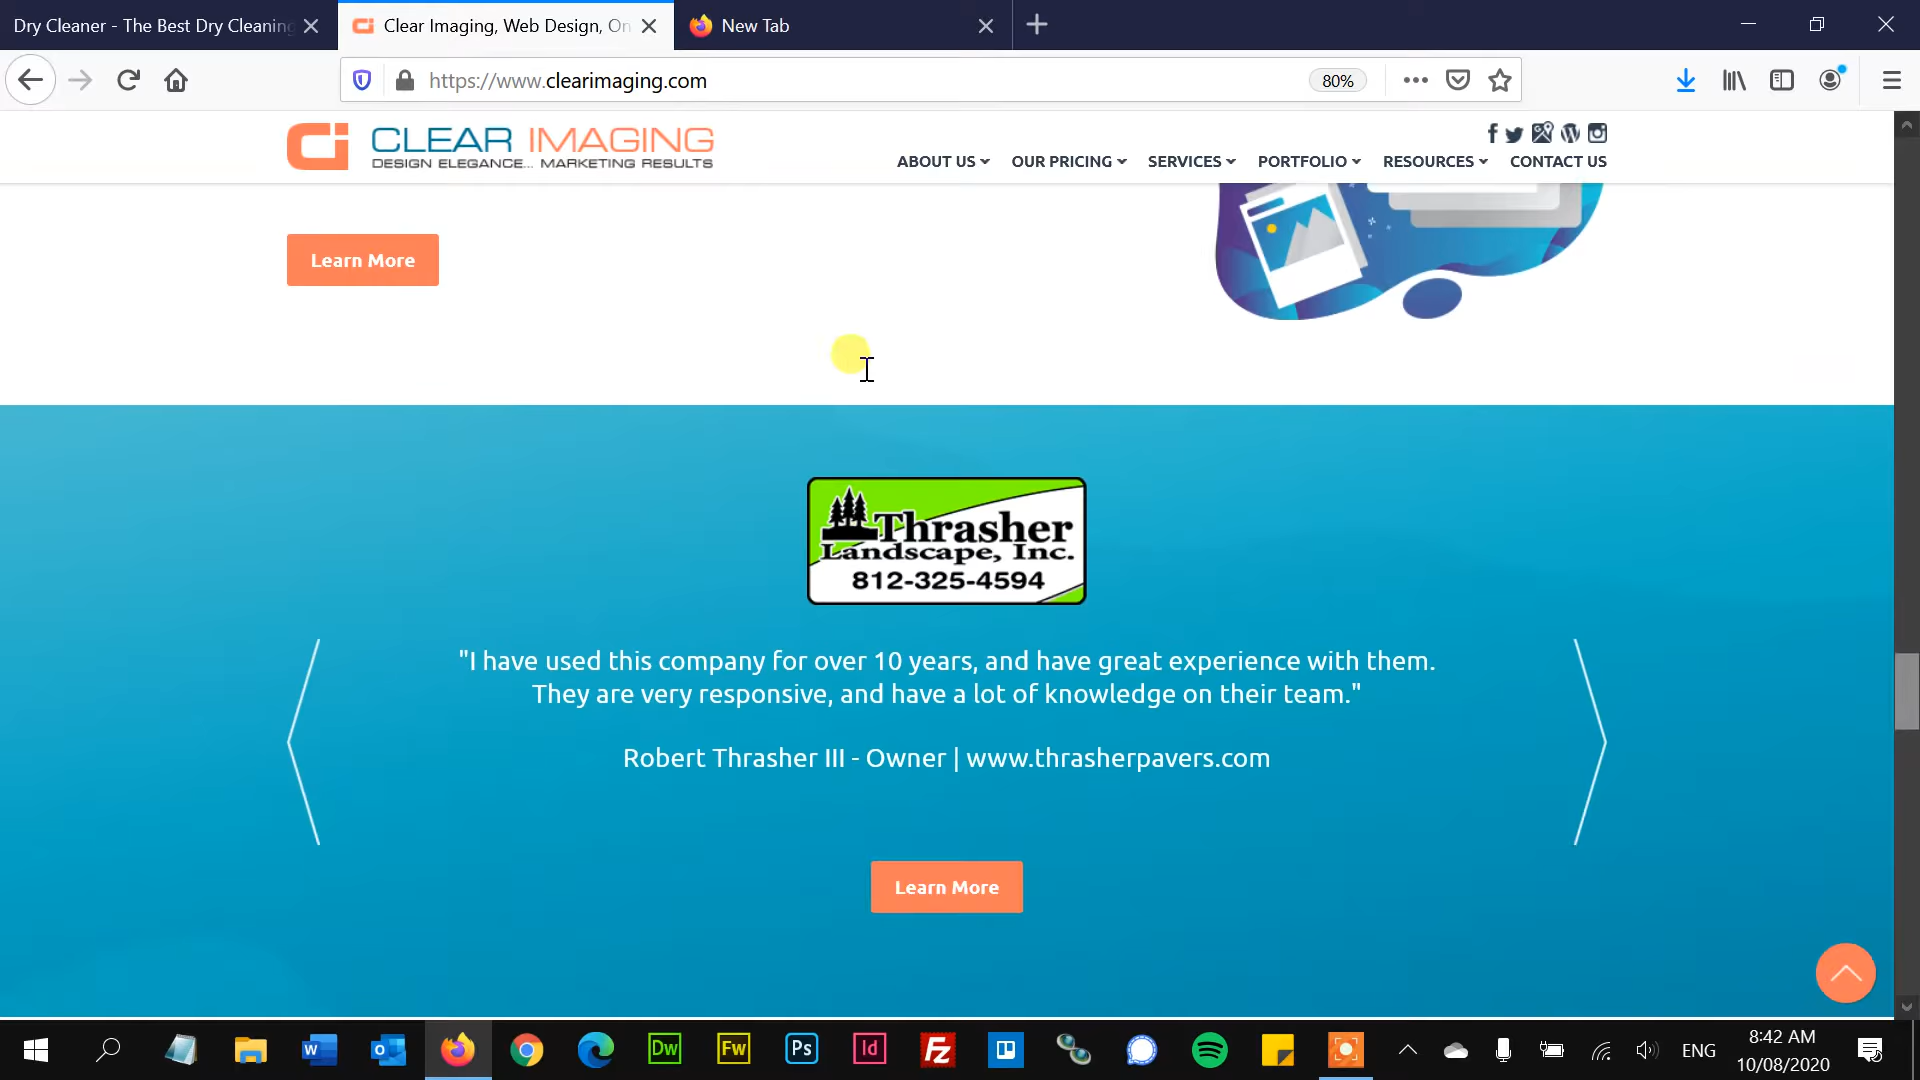 Dry Cleaner - The Best Dry Cleaning
Clear Imaging, Web Design, On
New Tab
https://www.clearimaging.com
80%
CLEAR IMAGING
DESIGN ELEGANCE... MARKETING RESULTS
ABOUT US
OUR PRICING
SERVICES
PORTFOLIO
RESOURCES
CONTACT US
Learn More
Thrasher
Landscape, Inc.
812-325-4594
"I have used this company for over 10 years, and have great experience with them.
They are very responsive, and have a lot of knowledge on their team."
Robert Thrasher III - Owner | www.thrasherpavers.com
Learn More
Dw
Fw
Ps
Id
ENG
8:42 AM
10/08/2020